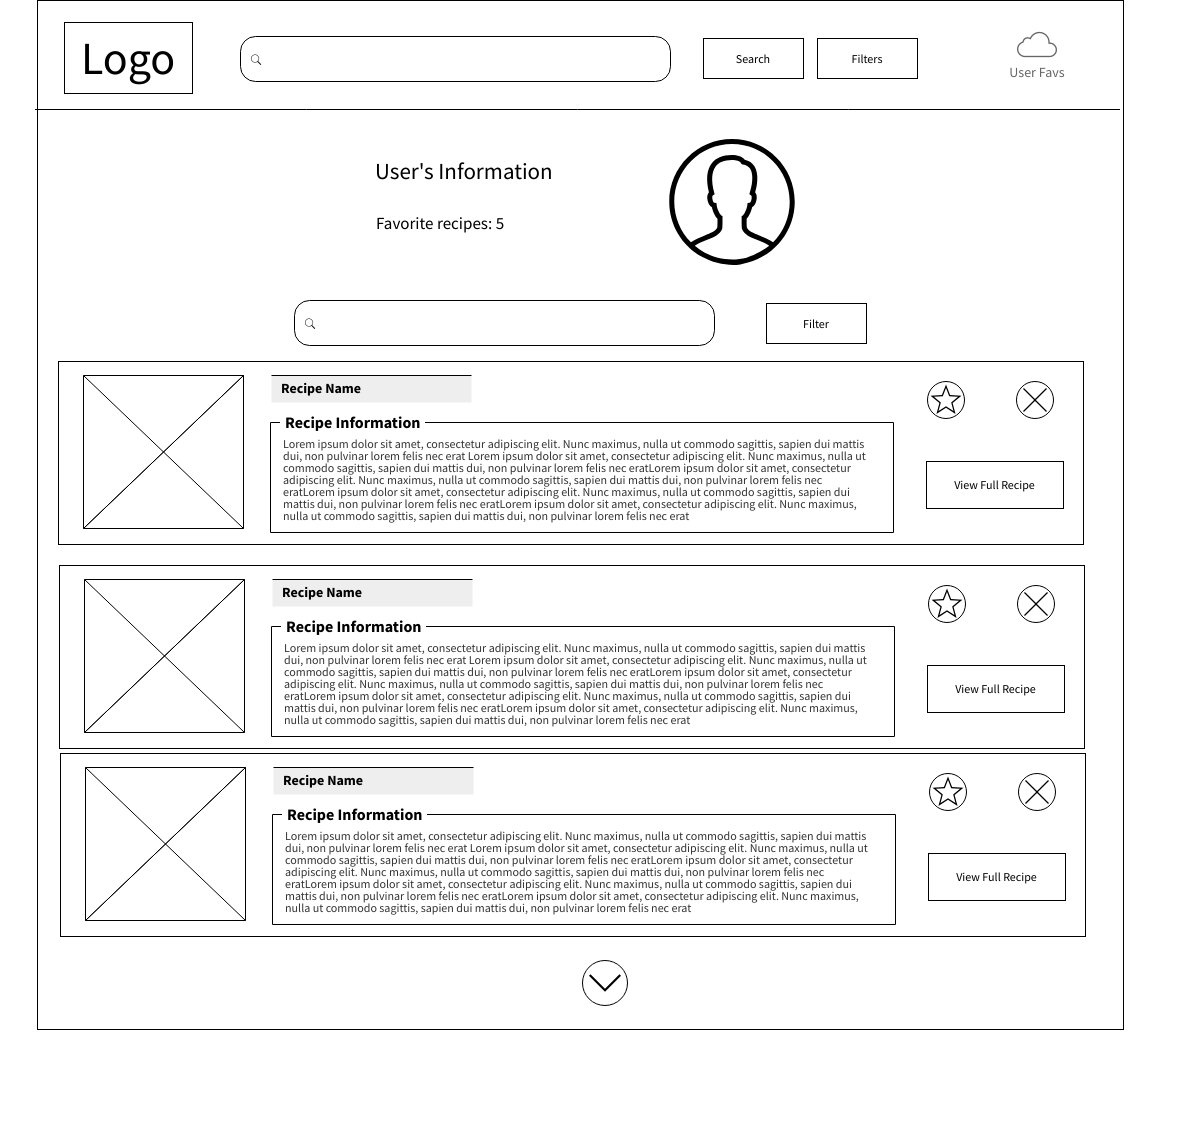 Logo
Search
Filters
User Favs
User's Information
Favorite recipes: 5
Filter
Recipe Name
Recipe Information
Lorem ipsum dolor sit amet, consectetur adipiscing elit. Nunc maximus, nulla ut commodo sagittis, sapien dui mattis
dui, non pulvinar lorem felis nec erat Lorem ipsum dolor sit amet, consectetur adipiscing elit. Nunc maximus, nulla ut
commodo sagittis, sapien dui mattis dui, non pulvinar lorem felis nec eratLorem ipsum dolor sit amet, consectetur
adipiscing elit. Nunc maximus, nulla ut commodo sagittis, sapien dui mattis dui, non pulvinar lorem felis nec
eratLorem ipsum dolor sit amet, consectetur adipiscing elit. Nunc maximus, nulla ut commodo sagittis, sapien dui
mattis dui, non pulvinar lorem felis nec eratLorem ipsum dolor sit amet, consectetur adipiscing elit. Nunc maximus,
nulla ut commodo sagittis, sapien dui mattis dui, non pulvinar lorem felis nec erat
View Full Recipe
Recipe Name
Recipe Information
Lorem ipsum dolor sit amet, consectetur adipiscing elit. Nunc maximus, nulla ut commodo sagittis, sapien dui mattis
dui, non pulvinar lorem felis nec erat Lorem ipsum dolor sit amet, consectetur adipiscing elit. Nunc maximus, nulla ut
commodo sagittis, sapien dui mattis dui, non pulvinar lorem felis nec eratLorem ipsum dolor sit amet, consectetur
adipiscing elit. Nunc maximus, nulla ut commodo sagittis, sapien dui mattis dui, non pulvinar lorem felis nec
eratLorem ipsum dolor sit amet, consectetur adipiscing elit. Nunc maximus, nulla ut commodo sagittis, sapien dui
mattis dui, non pulvinar lorem felis nec eratLorem ipsum dolor sit amet, consectetur adipiscing elit. Nunc maximus,
nulla ut commodo sagittis, sapien dui mattis dui, non pulvinar lorem felis nec erat
View Full Recipe
Recipe Name
Recipe Information
Lorem ipsum dolor sit amet, consectetur adipiscing elit. Nunc maximus, nulla ut commodo sagittis, sapien dui mattis
dui, non pulvinar lorem felis nec erat Lorem ipsum dolor sit amet, consectetur adipiscing elit. Nunc maximus, nulla ut
commodo sagittis, sapien dui mattis dui, non pulvinar lorem felis nec eratLorem ipsum dolor sit amet, consectetur
adipiscing elit. Nunc maximus, nulla ut commodo sagittis, sapien dui mattis dui, non pulvinar lorem felis nec
eratLorem ipsum dolor sit amet, consectetur adipiscing elit. Nunc maximus, nulla ut commodo sagittis, sapien dui
mattis dui, non pulvinar lorem felis nec eratLorem ipsum dolor sit amet, consectetur adipiscing elit. Nunc maximus,
nulla ut commodo sagittis, sapien dui mattis dui, non pulvinar lorem felis nec erat
View Full Recipe